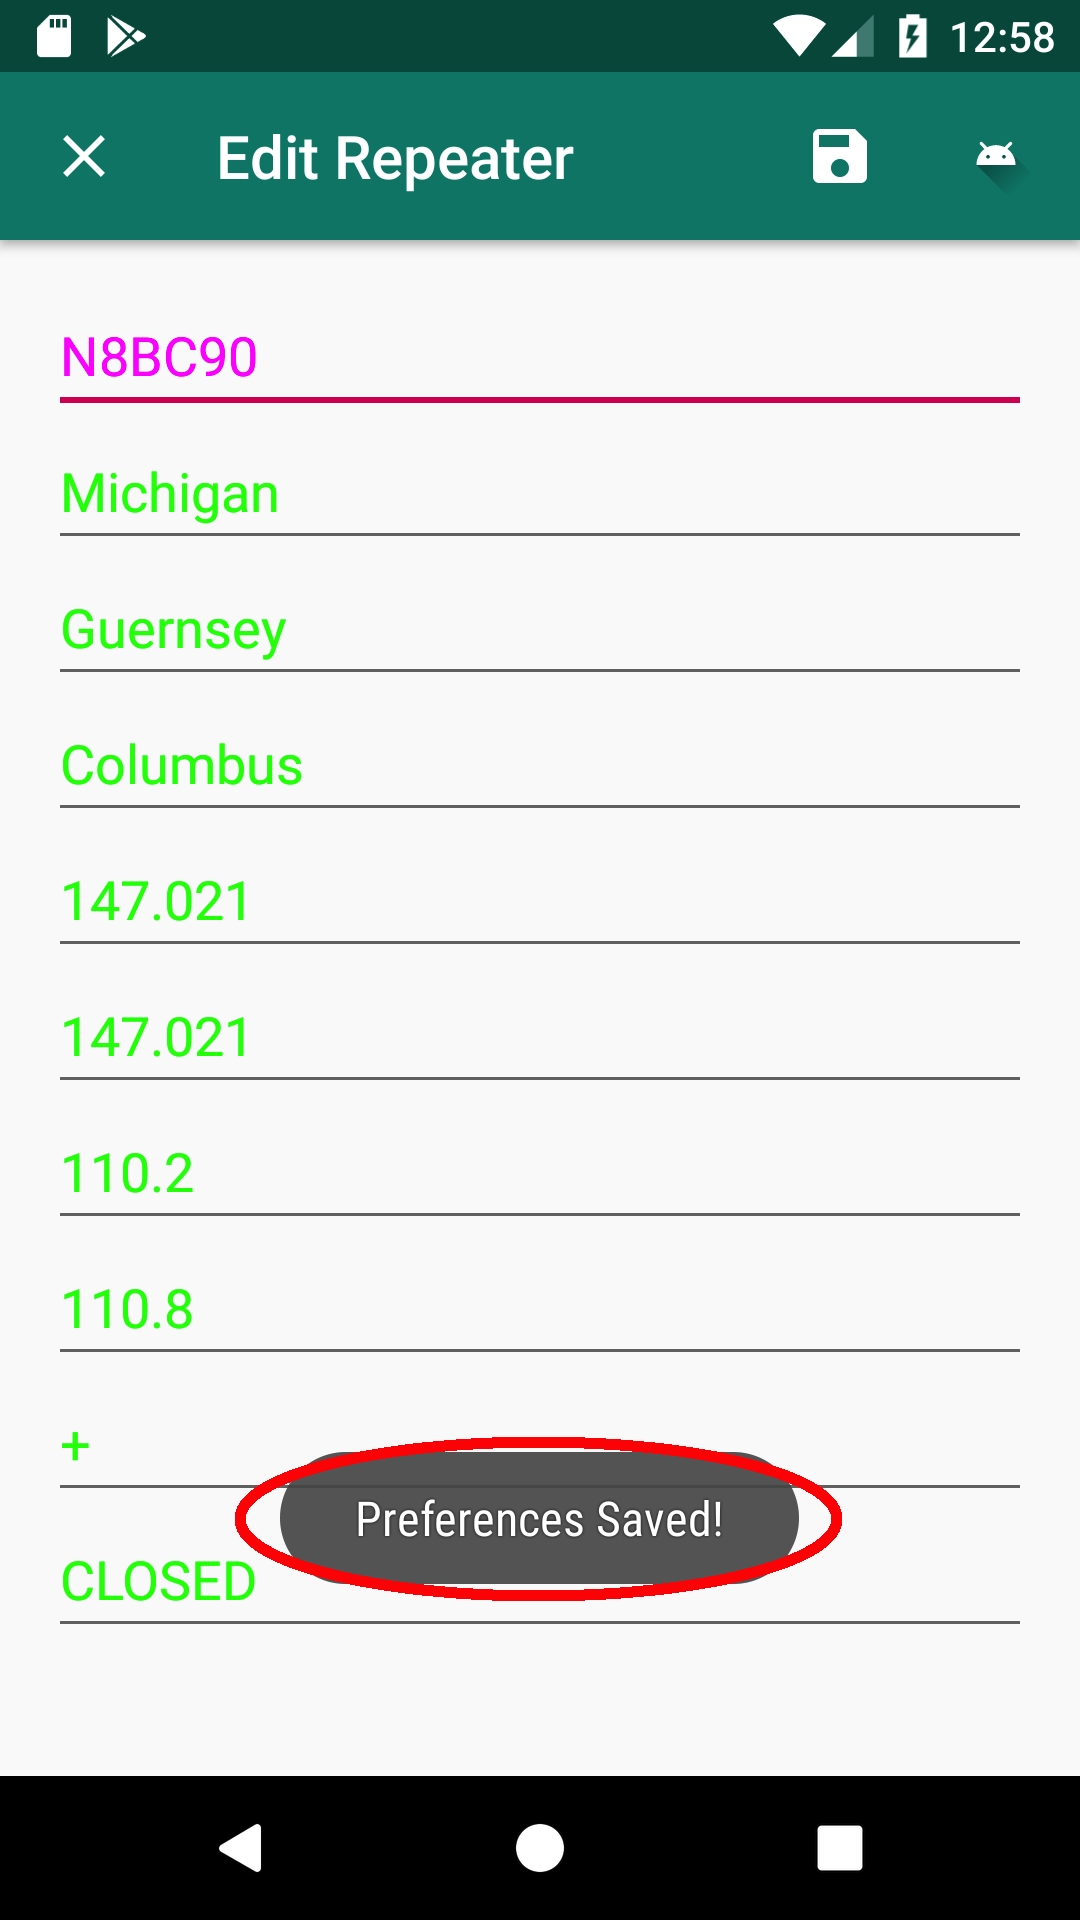 12:58
Edit Repeater
N8BC90
Michigan
Guernsey
Columbus
147.021
147.021
110.2
110.8
+
Preferences Saved!
CLOSED